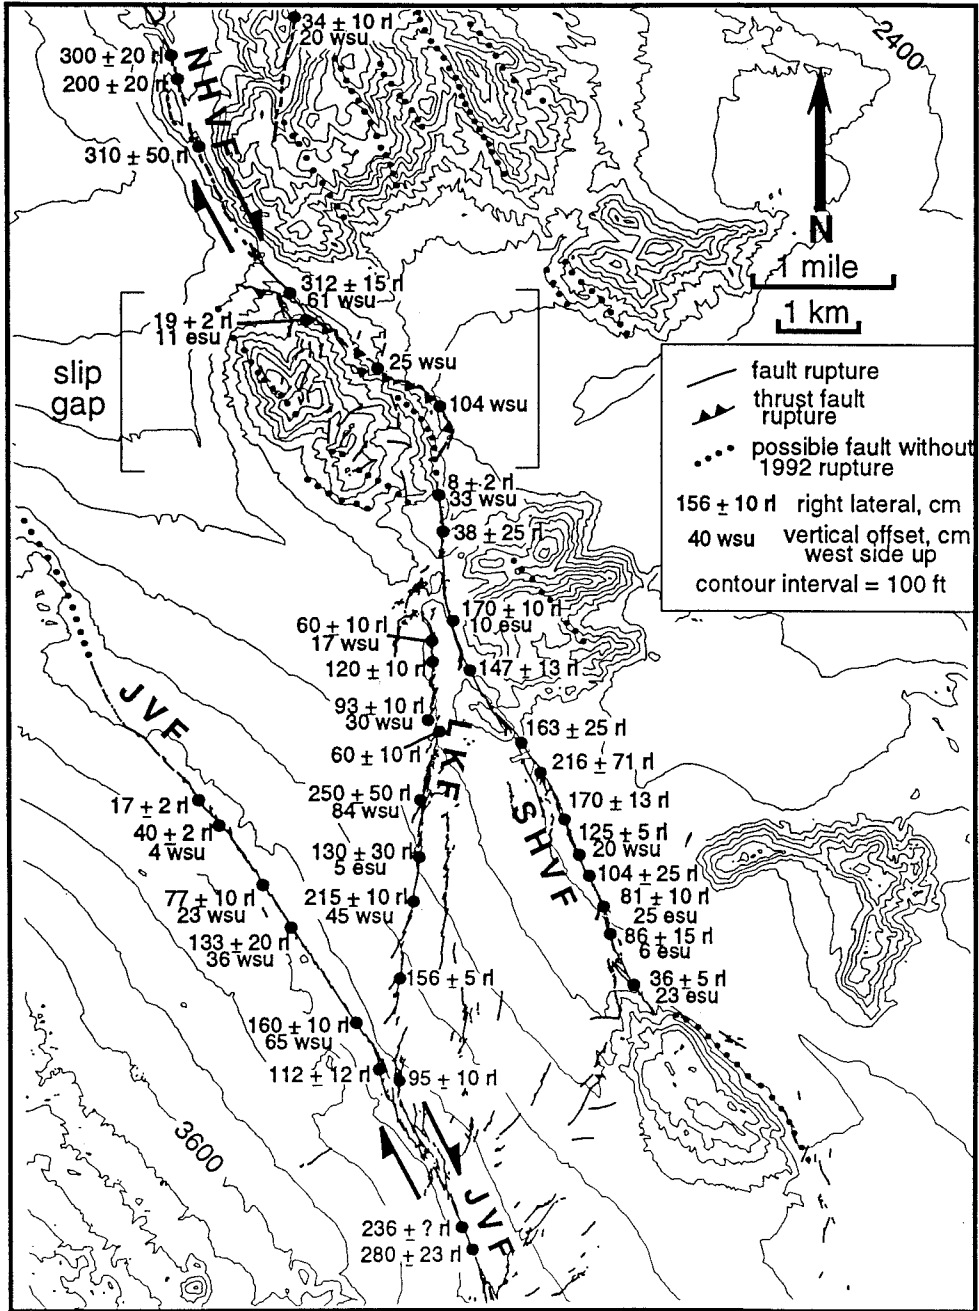 34 ± 10 rl
20 wsu
2400
300 ± 20 rl
200 ± 20 rl
NHVF
310 ± 50 rl
N
1 mile
1 km
312 ± 15 rl
61 wsu
19 + 2 rl
11 esu
slip
gap
25 wsu
104 wsu
fault rupture
thrust fault
rupture
possible fault without
1992 rupture
156 ± 10 rl right lateral, cm
40 wsu vertical offset, cm
west side up
contour interval = 100 ft
8 + 2 rl
33 wsu
38 ± 25 rl
170 ± 10 rl
10 esu
60 + 10 rl
17 wsu
120 ± 10 rl
147 ± 13 rl
JVF
93 + 10 rl
30 wsu
60 ± 10 rl
LKF
163 ± 25 rl
216 ± 71 rl
SHVF
17 ± 2 rl
40 ± 2 rl
4 wsu
250 ± 50 rl
84 wsu
170 ± 13 rl
125 ± 5 rl
20 wsu
130 ± 30 rl
5 esu
104 ± 25 rl
77 ± 10 rl
23 wsu
215 ± 10 rl
45 wsu
81 ± 10 rl
25 esu
133 ± 20 rl
36 wsu
86 ± 15 rl
6 esu
156 ± 5 rl
36 ± 5 rl
23 esu
160 ± 10 rl
65 wsu
112 ± 12 rl
95 ± 10 rl
3600
JVF
236 ± ? rl
280 ± 23 rl